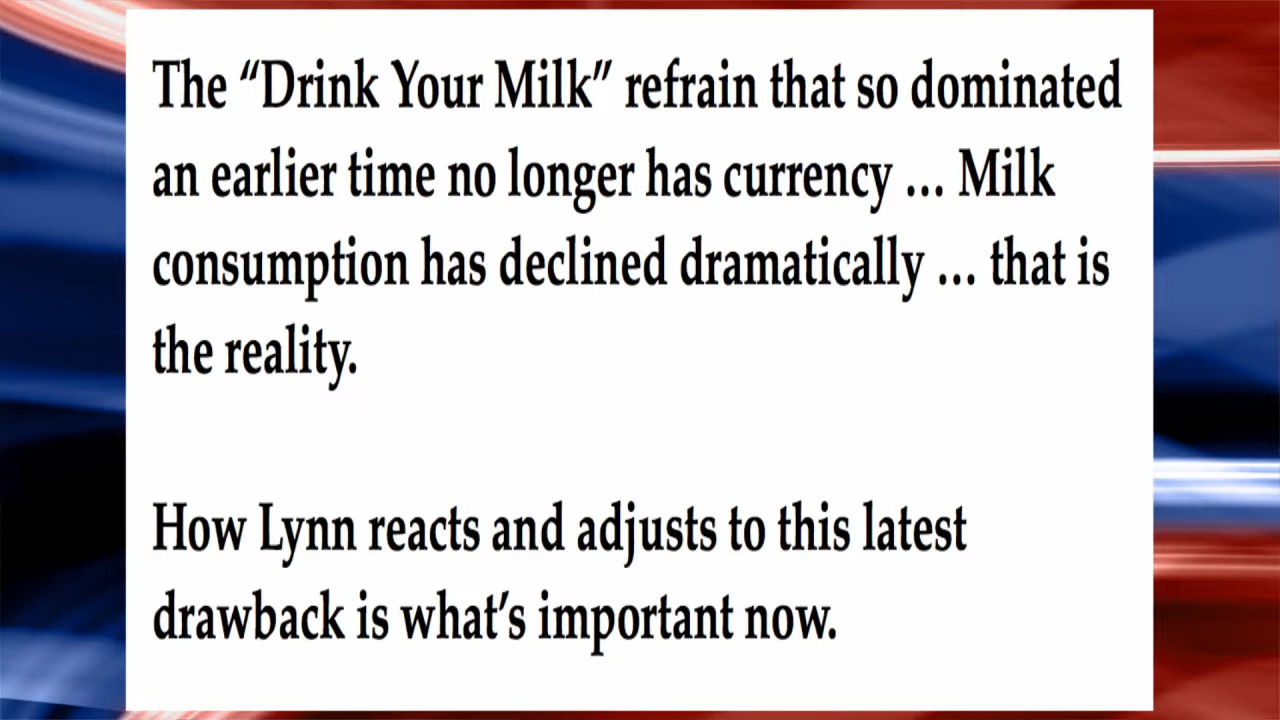 The “Drink Your Milk” refrain that so dominated
an earlier time no longer has currency … Milk
consumption has declined dramatically … that is
the reality.
How Lynn reacts and adjusts to this latest
drawback is what’s important now.